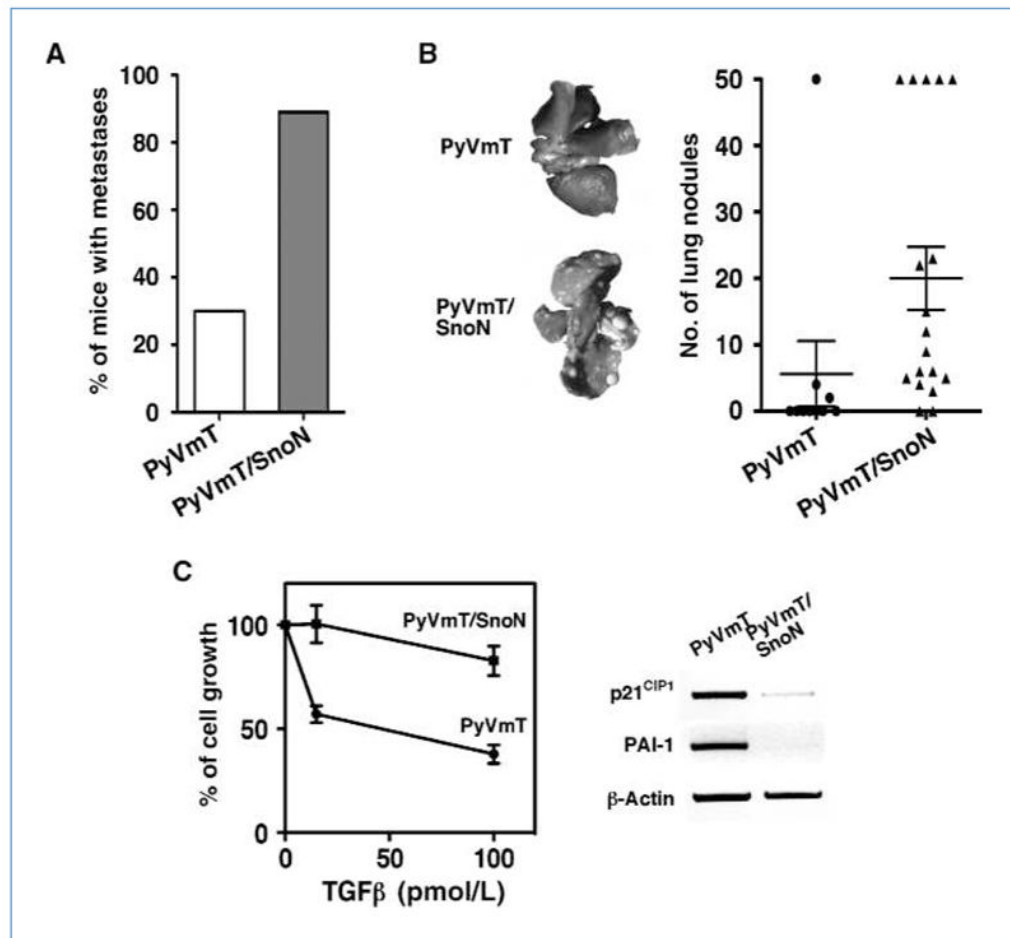 A
100
80
60
40
20
0
% of mice with metastases
PyVmT
PyVmT/SnoN
B
PyVmT
PyVmT/
SnoN
50
40
30
20
10
0
No. of lung nodules
PyVmT
PyVmT/SnoN
C
100
50
0
% of cell growth
PyVmT/SnoN
PyVmT
0
50
100
TGFβ (pmol/L)
PyVmT
PyVmT/
SnoN
p21CIP1
PAI-1
β-Actin